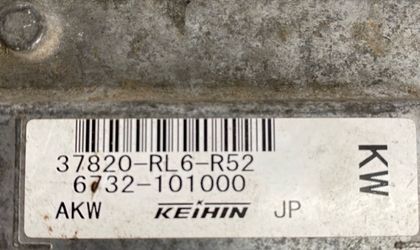 37820-RL6-R52
6732-101000
AKW KEIHIN JP
KW